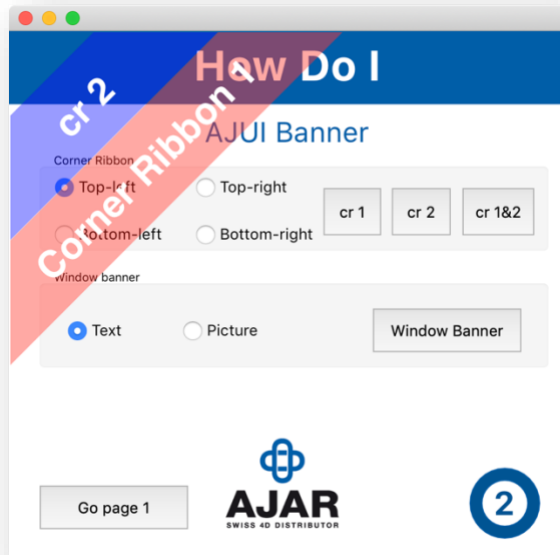 How Do I
cr 2
Corner Ribbon 1
AJUI Banner
Corner Ribbon
Top-left
Top-right
Bottom-left
Bottom-right
cr 1
cr 2
cr 1&2
Window banner
Text
Picture
Window Banner
Go page 1
AJAR
SWISS 4D DISTRIBUTOR
2